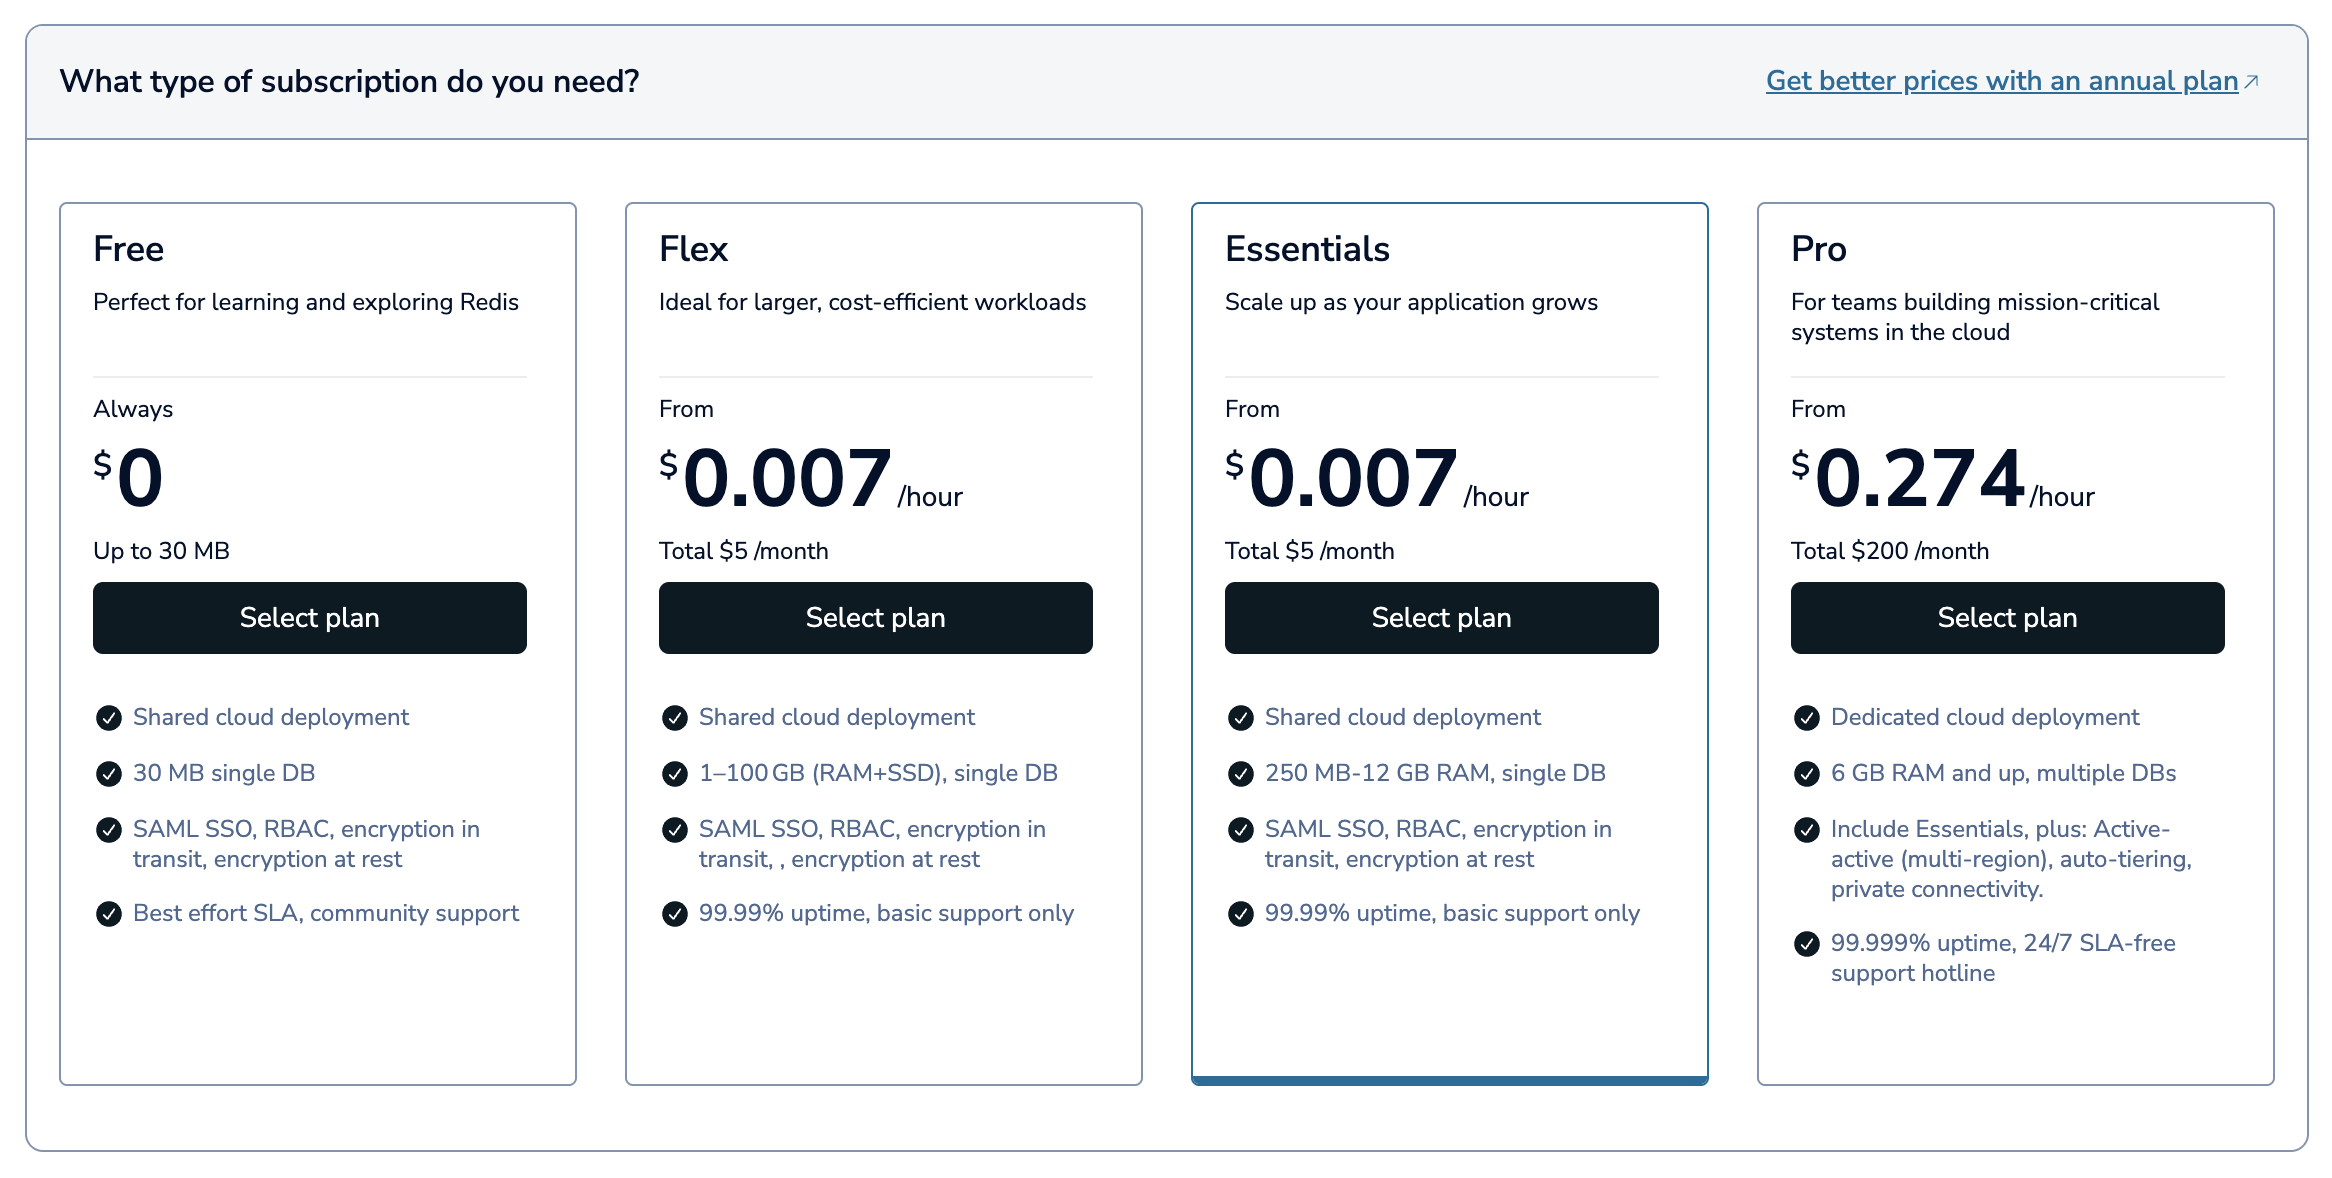 What type of subscription do you need?
Get better prices with an annual plan
Free
Perfect for learning and exploring Redis
Always
$0
Up to 30 MB
Select plan
Shared cloud deployment
30 MB single DB
SAML SSO, RBAC, encryption in
transit, encryption at rest
Best effort SLA, community support
Flex
Ideal for larger, cost-efficient workloads
From
$0.007/hour
Total $5 /month
Select plan
Shared cloud deployment
1–100 GB (RAM+SSD), single DB
SAML SSO, RBAC, encryption in
transit, , encryption at rest
99.99% uptime, basic support only
Essentials
Scale up as your application grows
From
$0.007/hour
Total $5 /month
Select plan
Shared cloud deployment
250 MB-12 GB RAM, single DB
SAML SSO, RBAC, encryption in
transit, encryption at rest
99.99% uptime, basic support only
Pro
For teams building mission-critical
systems in the cloud
From
$0.274/hour
Total $200 /month
Select plan
Dedicated cloud deployment
6 GB RAM and up, multiple DBs
Include Essentials, plus: Active-
active (multi-region), auto-tiering,
private connectivity.
99.999% uptime, 24/7 SLA-free
support hotline